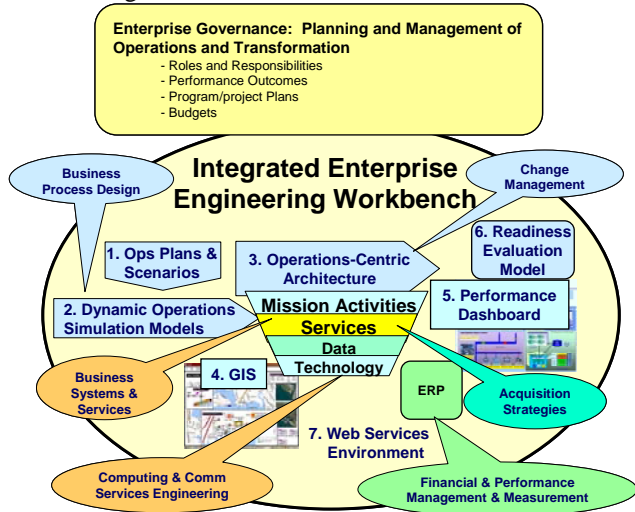 Enterprise Governance: Planning and Management of
Operations and Transformation
- Roles and Responsibilities
- Performance Outcomes
- Program/project Plans
- Budgets
Business
Process Design
Integrated Enterprise
Engineering Workbench
Change
Management
1. Ops Plans &
Scenarios
3. Operations-Centric
Architecture
6. Readiness
Evaluation
Model
2. Dynamic Operations
Simulation Models
Mission Activities
Services
Data
Technology
5. Performance
Dashboard
4. GIS
Business
Systems &
Services
ERP
Acquisition
Strategies
7. Web Services
Environment
Computing & Comm
Services Engineering
Financial & Performance
Management & Measurement